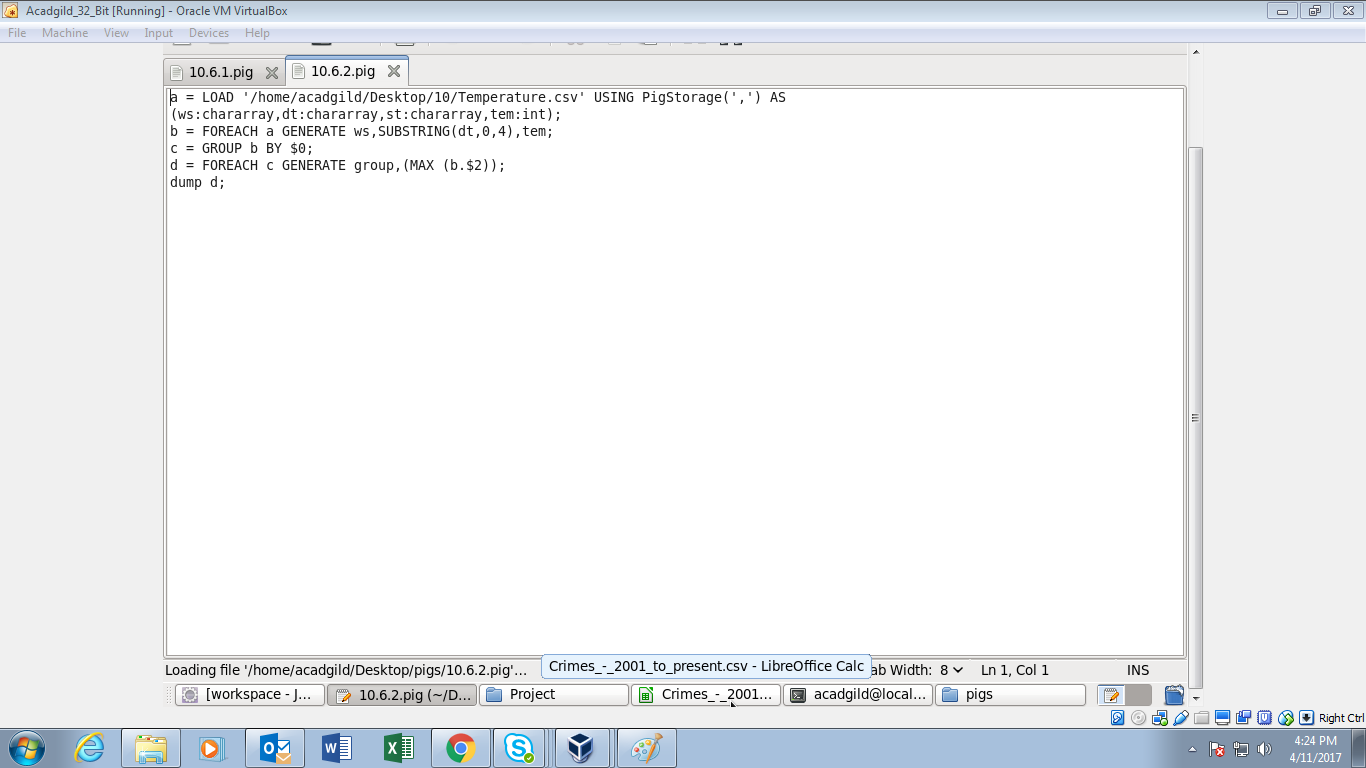 Acadgild_32_Bit [Running] - Oracle VM VirtualBox
File Machine View Input Devices Help
10.6.1.pig 10.6.2.pig
a = LOAD '/home/acadgild/Desktop/10/Temperature.csv' USING PigStorage(',') AS
(ws:chararray,dt:chararray,st:chararray,tem:int);
b = FOREACH a GENERATE ws,SUBSTRING(dt,0,4),tem;
c = GROUP b BY $0;
d = FOREACH c GENERATE group,(MAX (b.$2));
dump d;
Loading file '/home/acadgild/Desktop/pigs/10.6.2.pig'... Crimes_-_2001_to_present.csv - LibreOffice Calc ab Width: 8 Ln 1, Col 1 INS
[workspace - J... 10.6.2.pig (~/D... Project Crimes_-_2001... acadgild@local... pigs
Right Ctrl
4:24 PM
4/11/2017